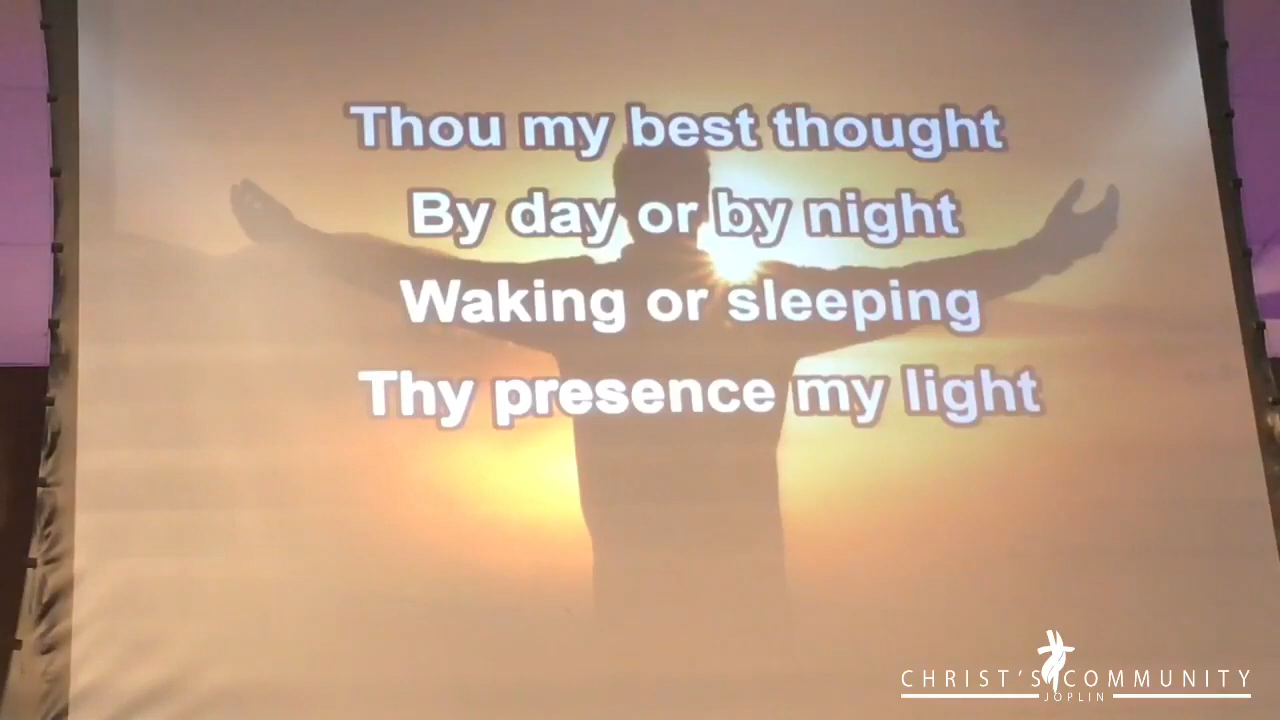 Thou my best thought
By day or by night
Waking or sleeping
Thy presence my light
CHRIST'S COMMUNITY
JOPLIN